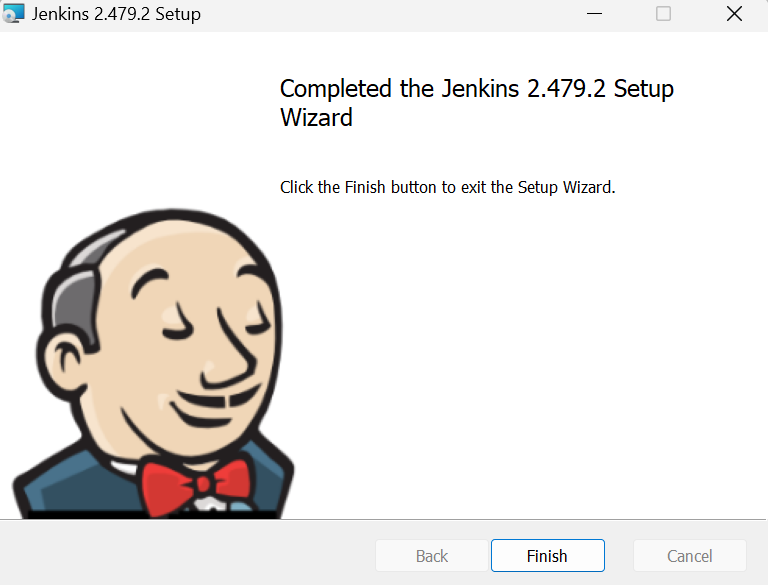 Jenkins 2.479.2 Setup
Completed the Jenkins 2.479.2 Setup
Wizard
Click the Finish button to exit the Setup Wizard.
Back
Finish
Cancel